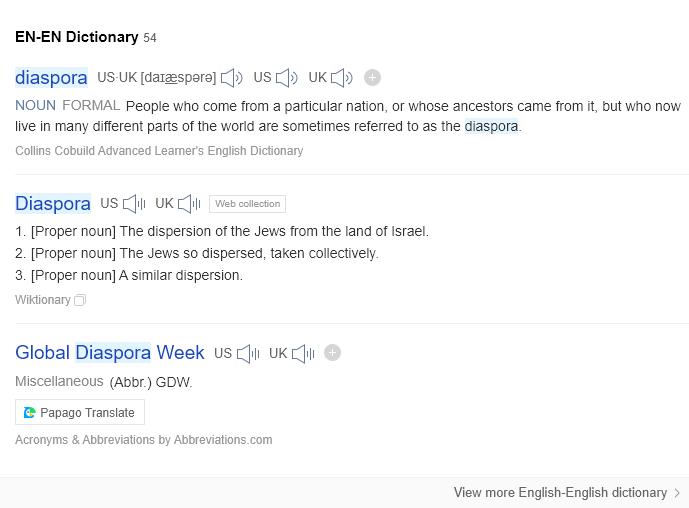 EN-EN Dictionary 54
diaspora US·UK [daɪæspərə] US UK
NOUN FORMAL People who come from a particular nation, or whose ancestors came from it, but who now
live in many different parts of the world are sometimes referred to as the diaspora.
Collins Cobuild Advanced Learner's English Dictionary
Diaspora US UK Web collection
1. [Proper noun] The dispersion of the Jews from the land of Israel.
2. [Proper noun] The Jews so dispersed, taken collectively.
3. [Proper noun] A similar dispersion.
Wiktionary
Global Diaspora Week US UK
Miscellaneous (Abbr.) GDW.
Papago Translate
Acronyms & Abbreviations by Abbreviations.com
View more English-English dictionary